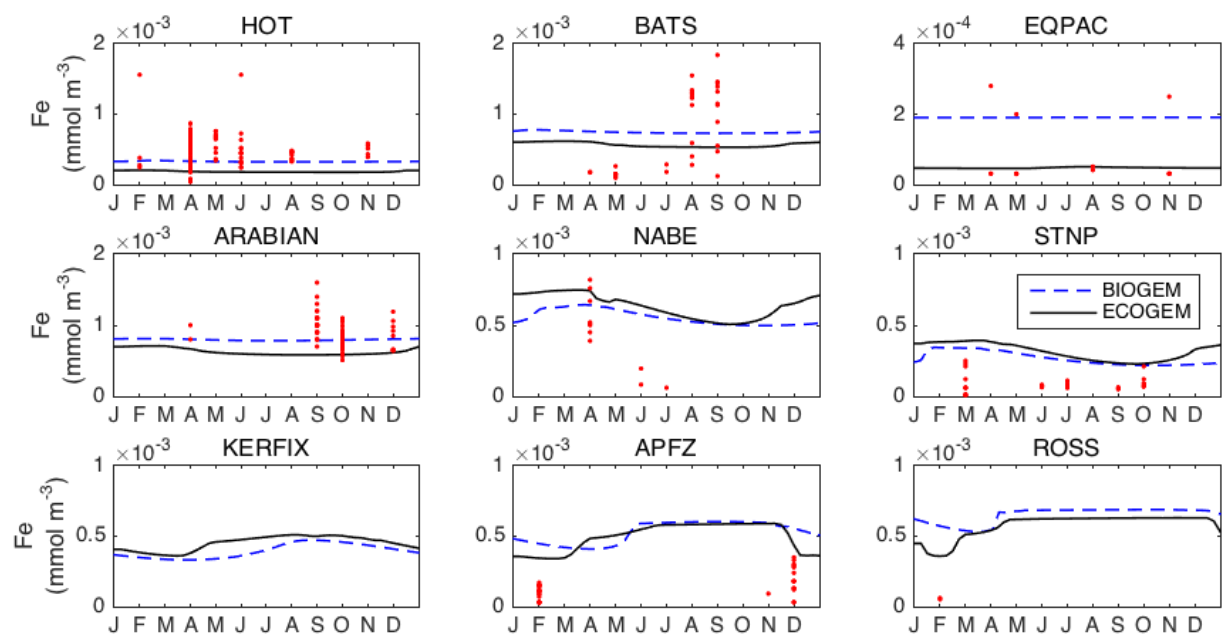 HOT
×10⁻³
Fe
(mmol m⁻³)
2
1
0
J F M A M J J A S O N D
BATS
×10⁻³
2
1
0
J F M A M J J A S O N D
EQPAC
×10⁻⁴
4
2
0
J F M A M J J A S O N D
ARABIAN
×10⁻³
Fe
(mmol m⁻³)
2
1
0
J F M A M J J A S O N D
NABE
×10⁻³
1
0.5
0
J F M A M J J A S O N D
STNP
×10⁻³
1
0.5
0
BIOGEM
ECOGEM
J F M A M J J A S O N D
KERFIX
×10⁻³
Fe
(mmol m⁻³)
1
0.5
0
J F M A M J J A S O N D
APFZ
×10⁻³
1
0.5
0
J F M A M J J A S O N D
ROSS
×10⁻³
1
0.5
0
J F M A M J J A S O N D